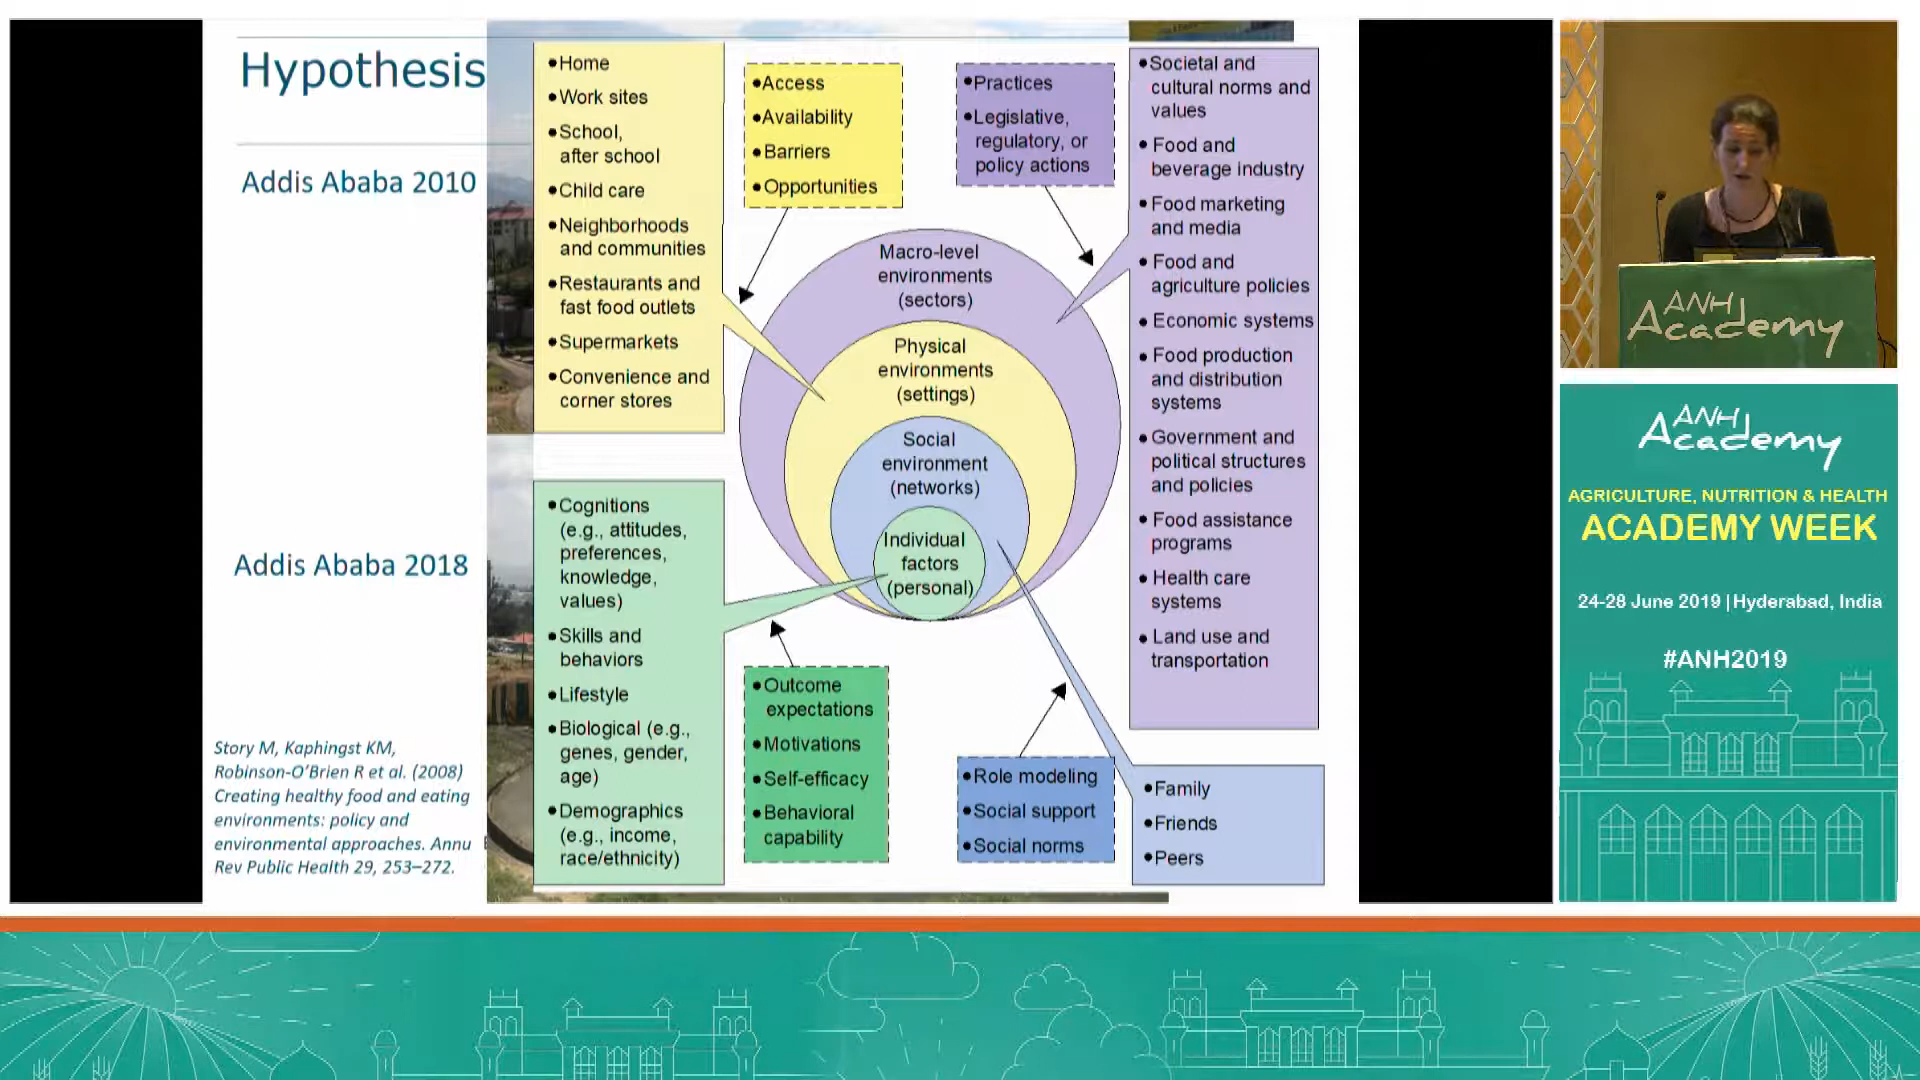 Hypothesis
Addis Ababa 2010
Addis Ababa 2018
Story M, Kaphingst KM,
Robinson-O'Brien R et al. (2008)
Creating healthy food and eating
environments: policy and
environmental approaches. Annu
Rev Public Health 29, 253–272.
•Home
•Work sites
•School,
after school
•Child care
•Neighborhoods
and communities
•Restaurants and
fast food outlets
•Supermarkets
•Convenience and
corner stores
•Access
•Availability
•Barriers
•Opportunities
•Practices
•Legislative,
regulatory, or
policy actions
•Societal and
cultural norms and
values
•Food and
beverage industry
•Food marketing
and media
•Food and
agriculture policies
•Economic systems
•Food production
and distribution
systems
•Government and
political structures
and policies
•Food assistance
programs
•Health care
systems
•Land use and
transportation
Macro-level
environments
(sectors)
Physical
environments
(settings)
Social
environment
(networks)
Individual
factors
(personal)
•Cognitions
(e.g., attitudes,
preferences,
knowledge,
values)
•Skills and
behaviors
•Lifestyle
•Biological (e.g.,
genes, gender,
age)
•Demographics
(e.g., income,
race/ethnicity)
•Outcome
expectations
•Motivations
•Self-efficacy
•Behavioral
capability
•Role modeling
•Social support
•Social norms
•Family
•Friends
•Peers
ANH
Academy
ANH
Academy
AGRICULTURE, NUTRITION & HEALTH
ACADEMY WEEK
24-28 June 2019 | Hyderabad, India
#ANH2019